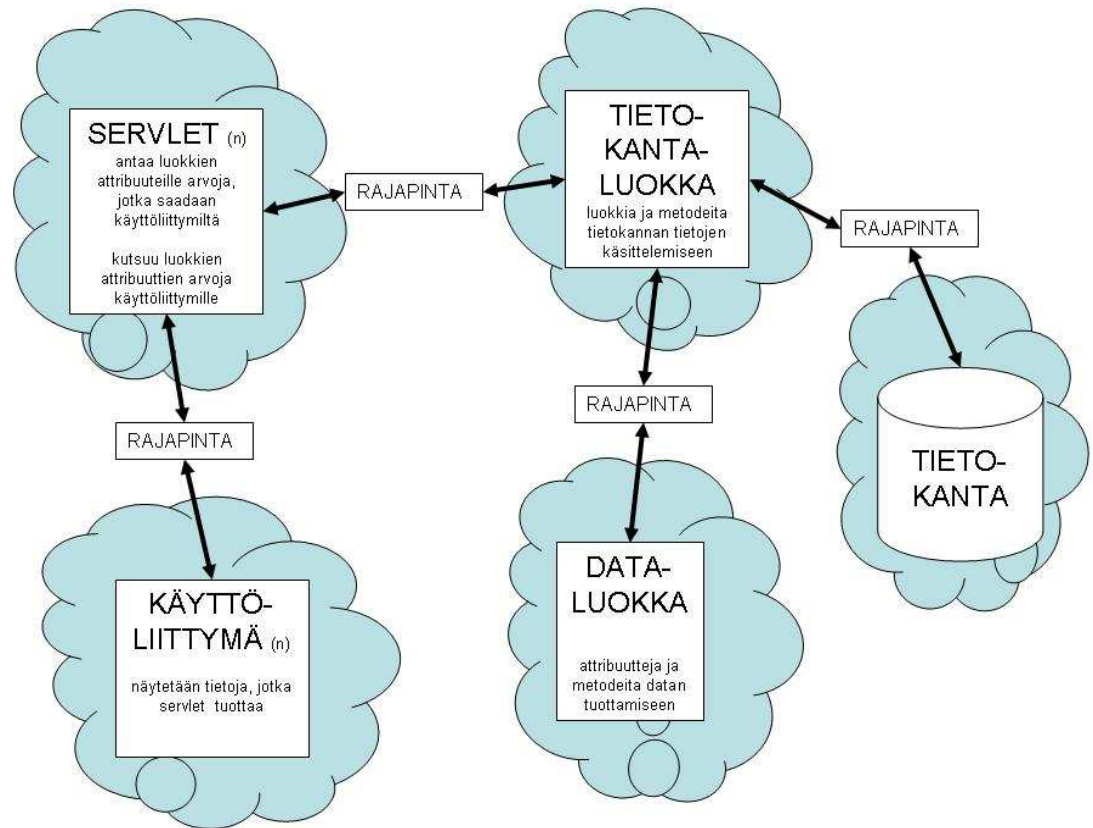 SERVLET (n)
antaa luokkien
attribuuteille arvoja,
jotka saadaan
käyttöliittymiltä
kutsuu luokkien
attribuuttien arvoja
käyttöliittymille
RAJAPINTA
TIETO-
KANTA-
LUOKKA
luokkia ja metodeita
tietokannan tietojen
käsittelemiseen
RAJAPINTA
RAJAPINTA
RAJAPINTA
TIETO-
KANTA
KÄYTTÖ-
LIITTYMÄ (n)
näytetään tietoja, jotka
servlet tuottaa
DATA-
LUOKKA
attribuutteja ja
metodeita datan
tuottamiseen